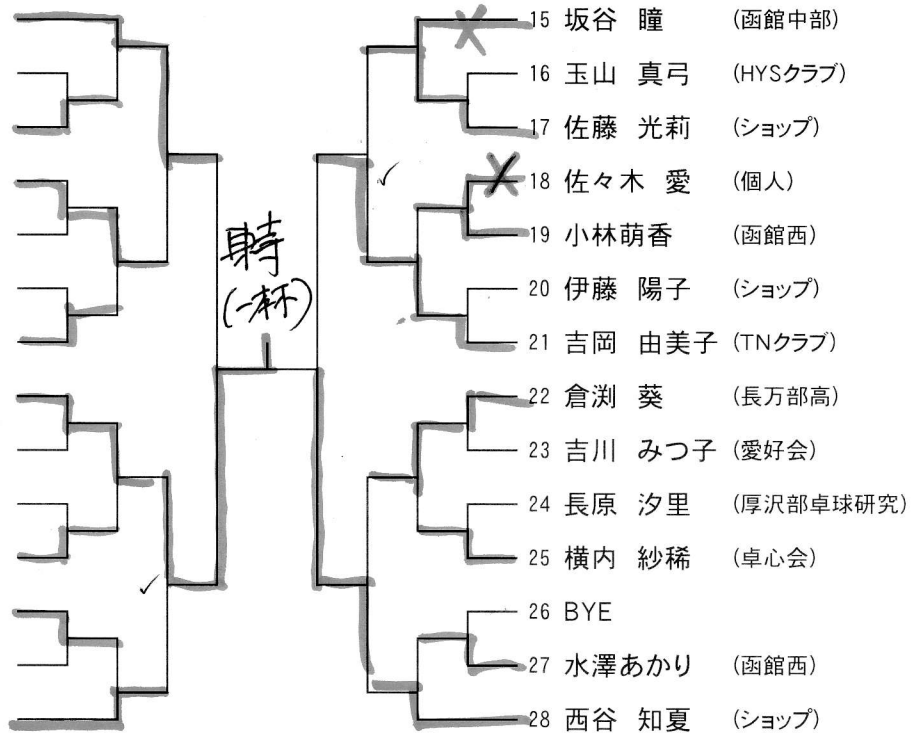 15 坂谷 瞳 (函館中部)
16 玉山 真弓 (HYSクラブ)
17 佐藤 光莉 (ショップ)
18 佐々木 愛 (個人)
19 小林萌香 (函館西)
20 伊藤 陽子 (ショップ)
21 吉岡 由美子 (TNクラブ)
22 倉渕 葵 (長万部高)
23 吉川 みつ子 (愛好会)
24 長原 汐里 (厚沢部卓球研究)
25 横内 紗稀 (卓心会)
26 BYE
27 水澤あかり (函館西)
28 西谷 知夏 (ショップ)